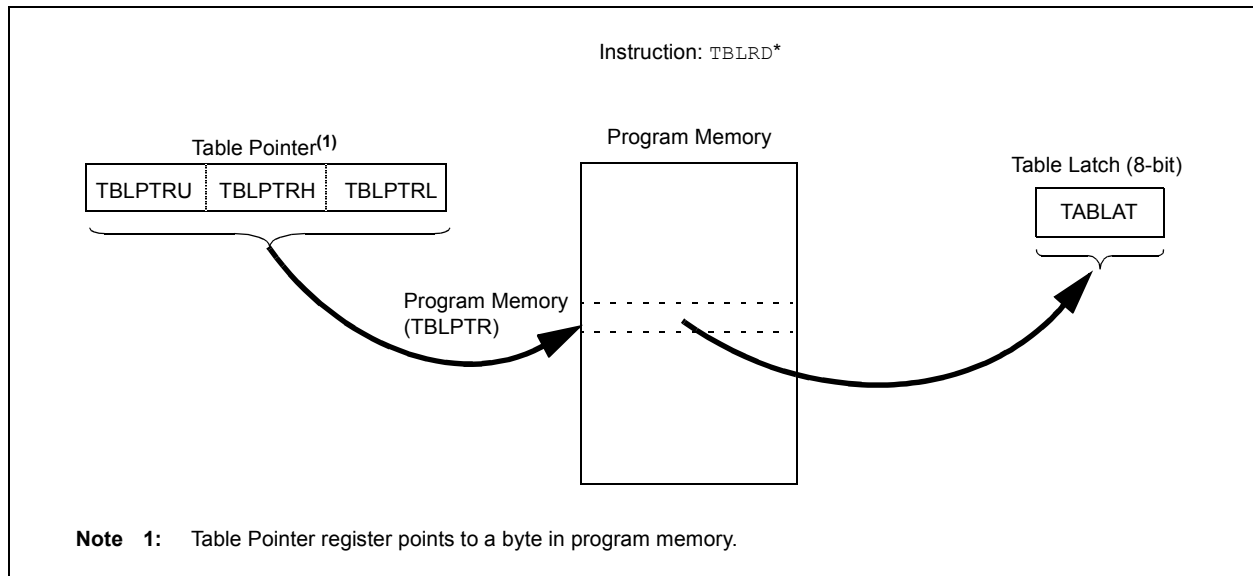 Instruction: TBLRD*
Table Pointer(1)
TBLPTRU TBLPTRH TBLPTRL
Program Memory
Table Latch (8-bit)
TABLAT
Program Memory
(TBLPTR)
Note 1: Table Pointer register points to a byte in program memory.